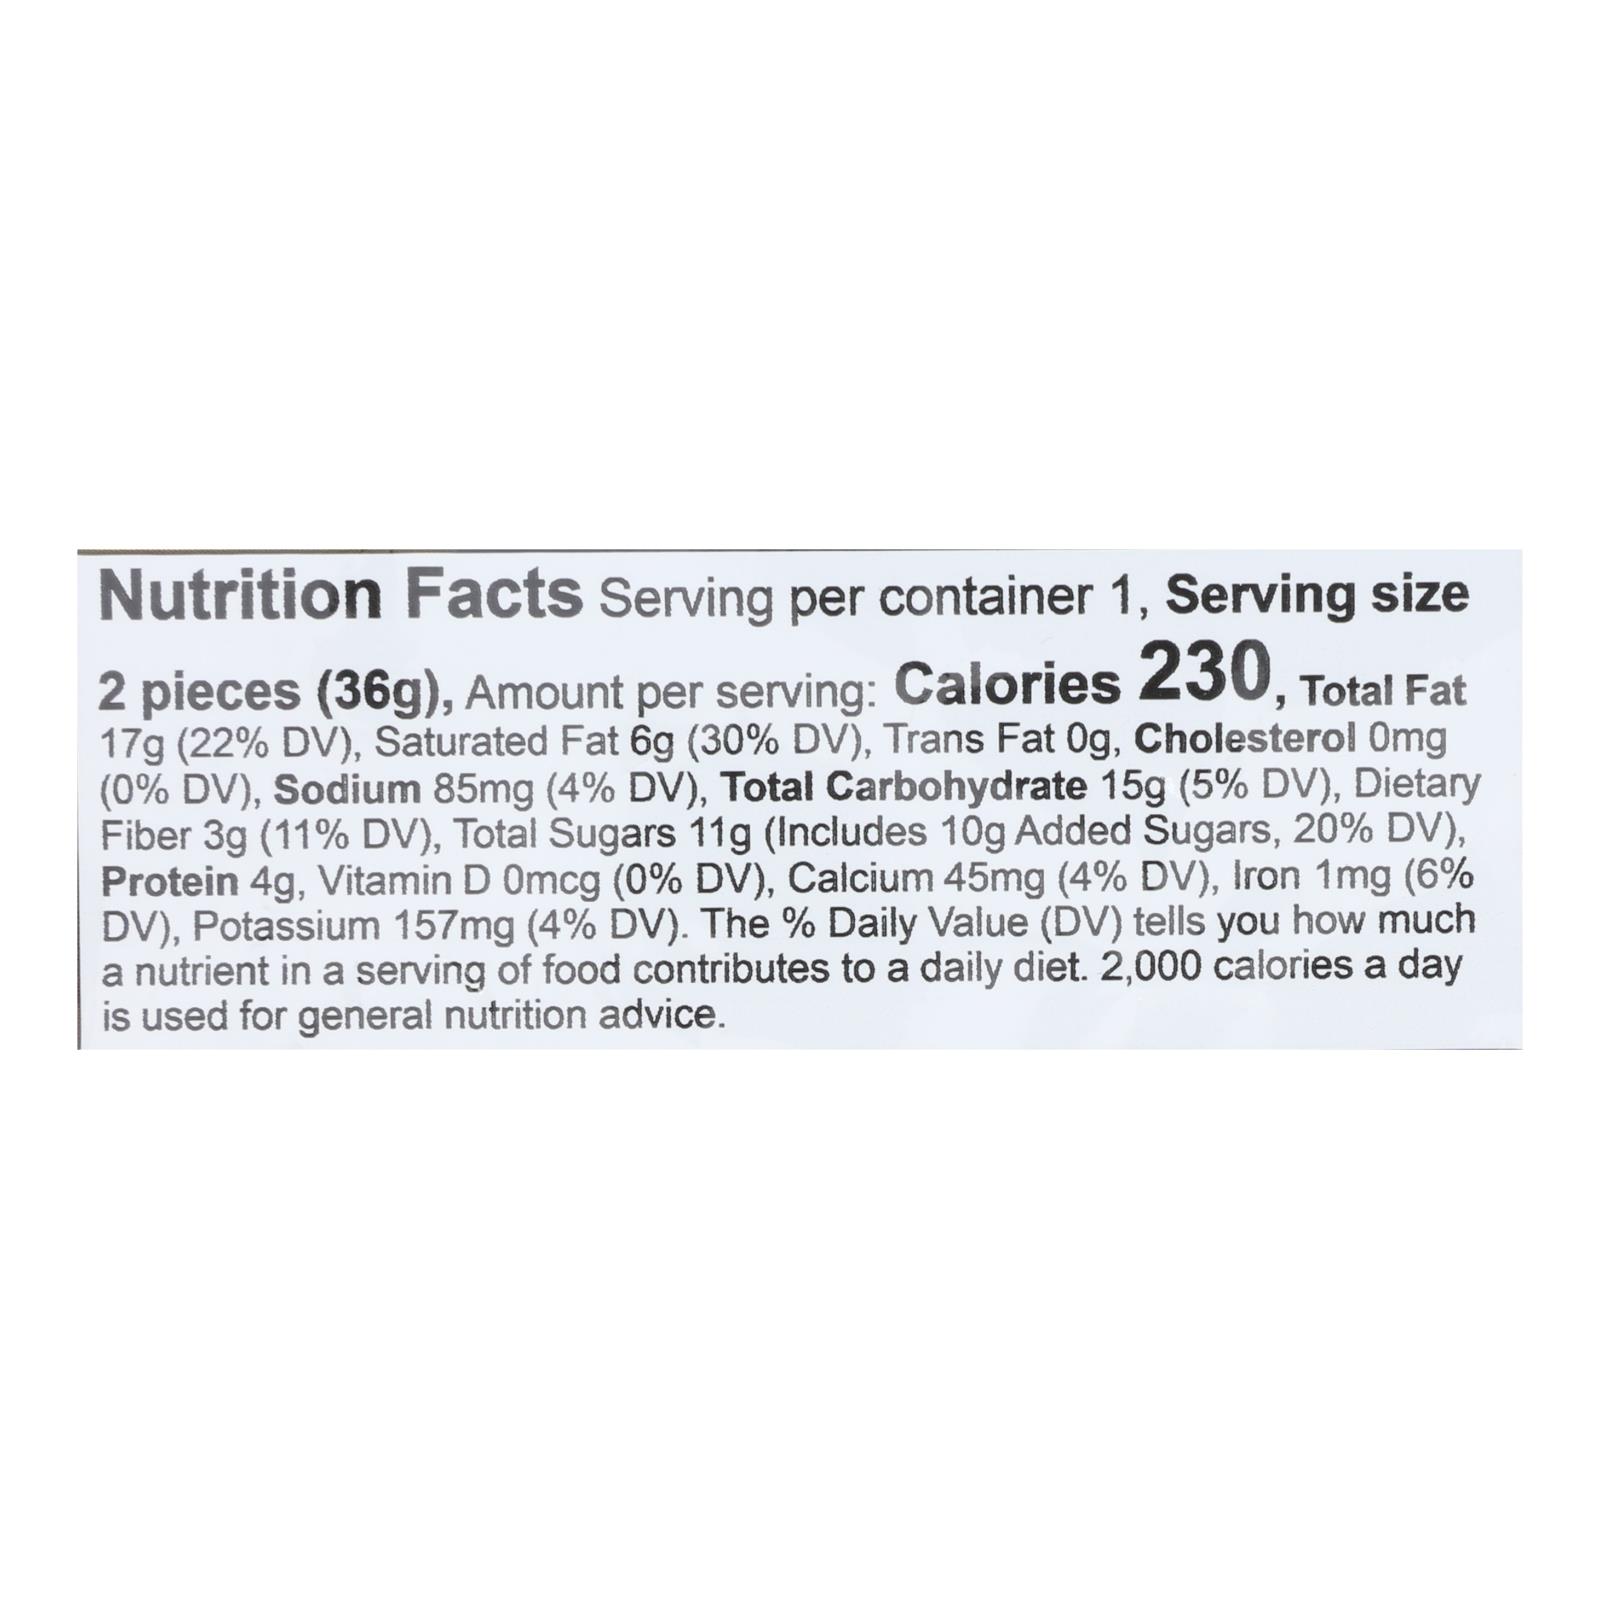 Nutrition Facts Serving per container 1, Serving size
2 pieces (36g), Amount per serving: Calories 230, Total Fat
17g (22% DV), Saturated Fat 6g (30% DV), Trans Fat 0g, Cholesterol 0mg
(0% DV), Sodium 85mg (4% DV), Total Carbohydrate 15g (5% DV), Dietary
Fiber 3g (11% DV), Total Sugars 11g (Includes 10g Added Sugars, 20% DV),
Protein 4g, Vitamin D 0mcg (0% DV), Calcium 45mg (4% DV), Iron 1mg (6%
DV), Potassium 157mg (4% DV). The % Daily Value (DV) tells you how much
a nutrient in a serving of food contributes to a daily diet. 2,000 calories a day
is used for general nutrition advice.